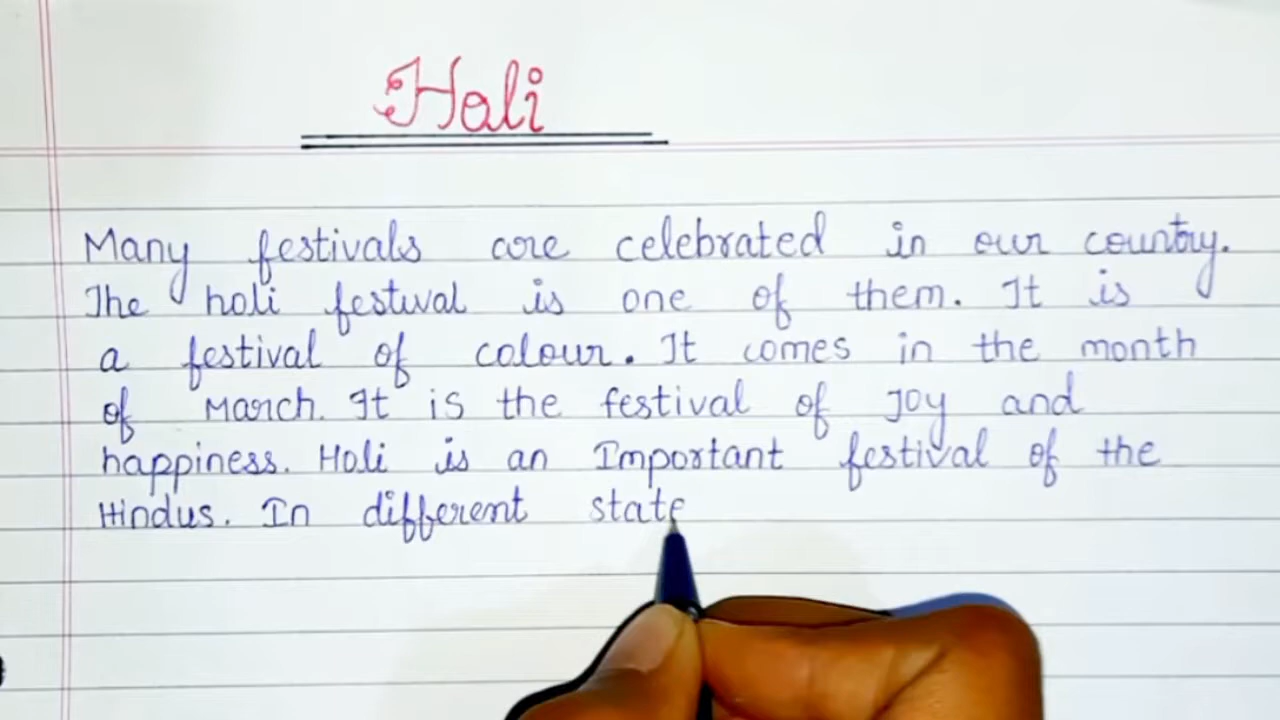 Holi
Many festivals are celebrated in our country.
The holi festival is one of them. It is
a festival of colour. It comes in the month
of March. It is the festival of Joy and
happiness. Holi is an Important festival of the
Hindus. In different state